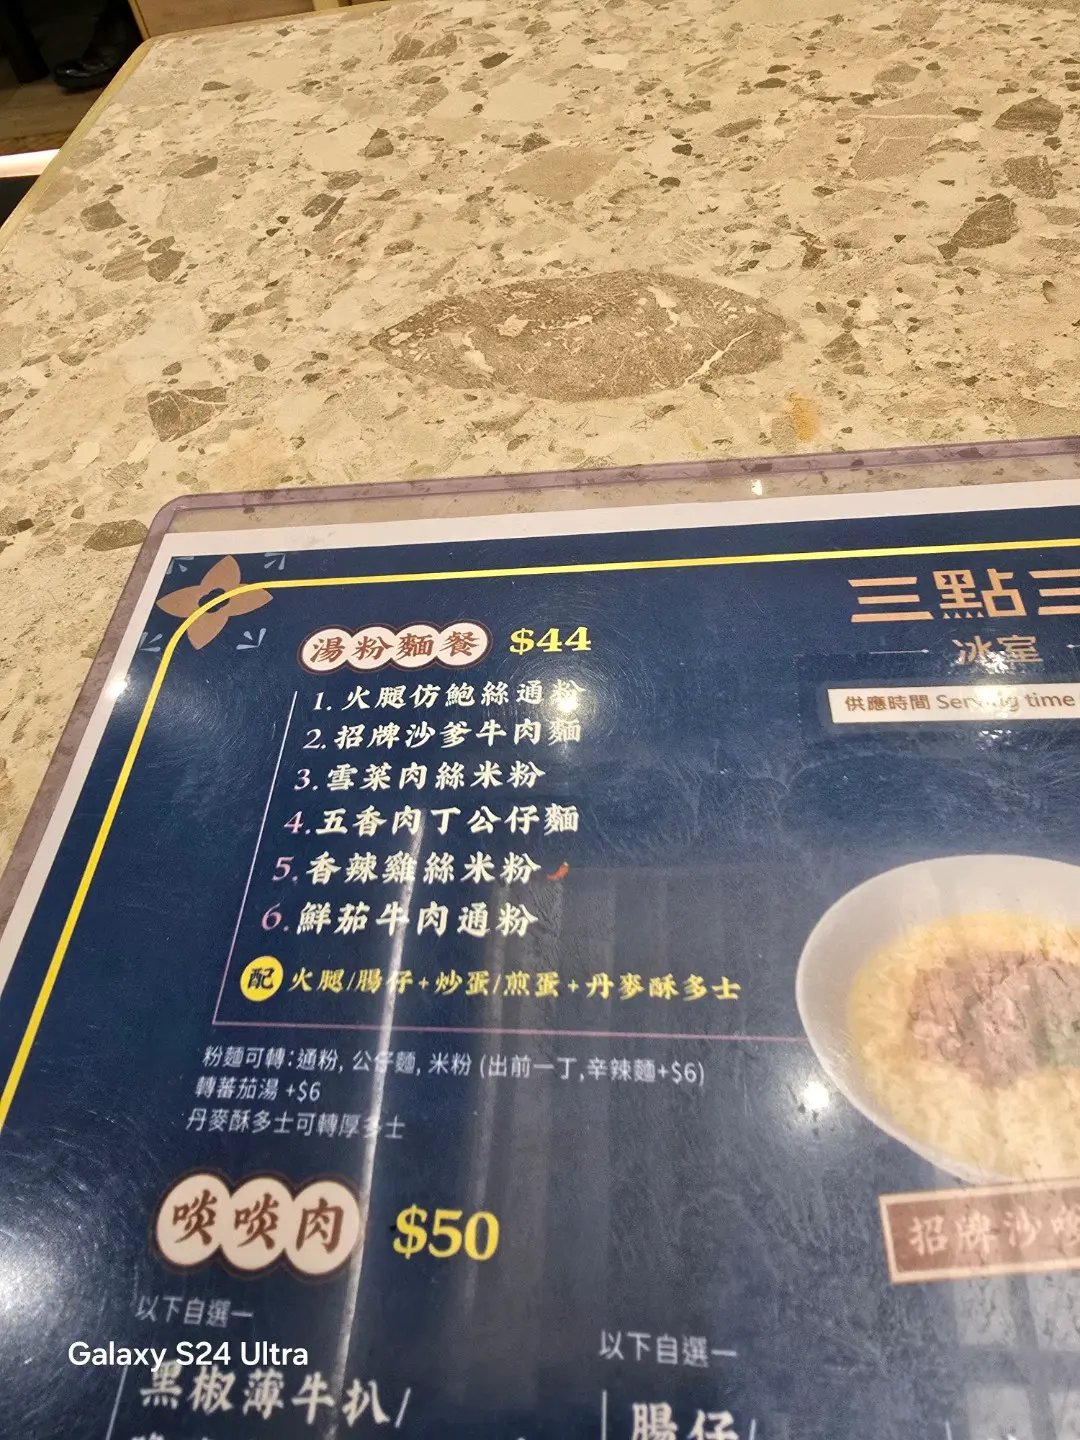 湯粉麵餐 $44
1. 火腿仿鮑絲通粉
2. 招牌沙爹牛肉麵
3. 雪菜肉絲米粉
4. 五香肉丁公仔麵
5. 香辣雞絲米粉
6. 鮮茄牛肉通粉
配 火腿/腸仔+炒蛋/煎蛋+丹麥酥多士
粉麵可轉:通粉, 公仔麵, 米粉 (出前一丁,辛辣麵+$6)
轉蕃茄湯 +$6
丹麥酥多士可轉厚多士
三點三
冰室
供應時間 Serving time
招牌沙嗲
啖啖肉 $50
以下自選一
黑椒薄牛扒/
以下自選一
腸仔/
Galaxy S24 Ultra